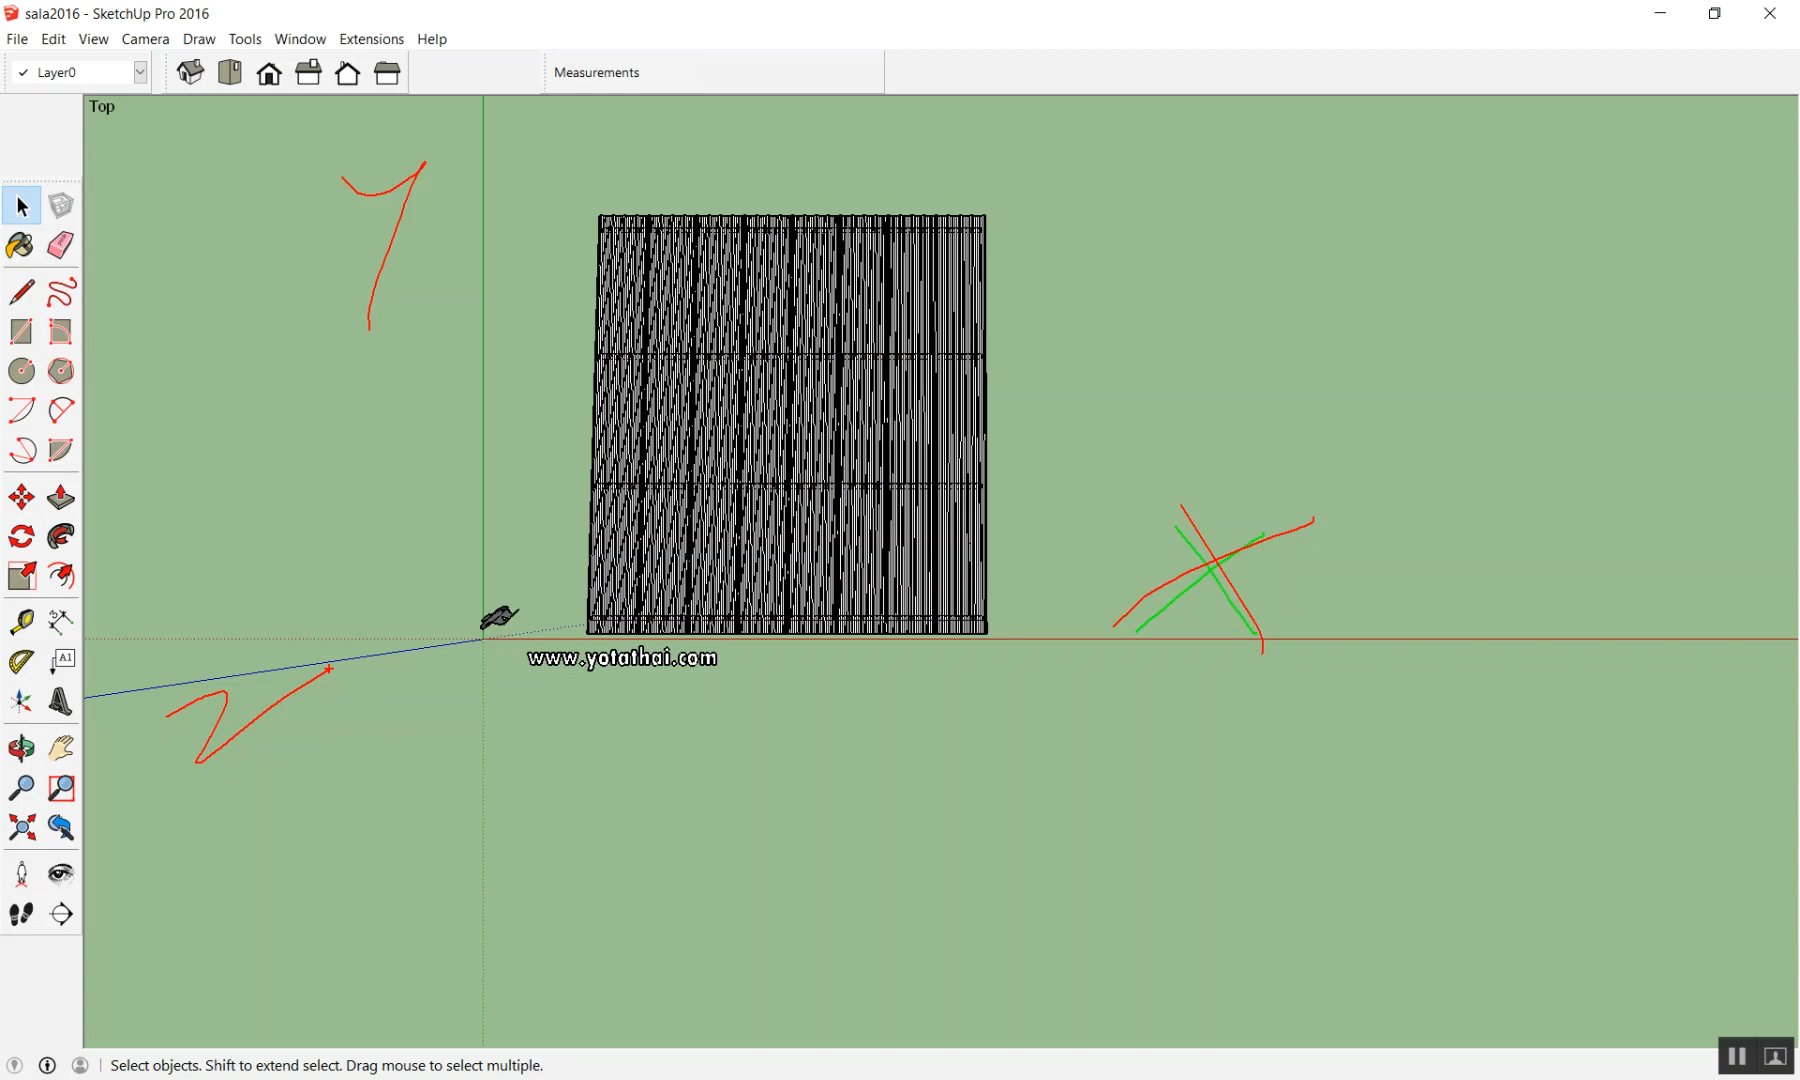 sala2016 - SketchUp Pro 2016
File Edit View Camera Draw Tools Window Extensions Help
Layer0
Measurements
Top
Y
X
www.yotathai.com
A1
Z
Select objects. Shift to extend select. Drag mouse to select multiple.